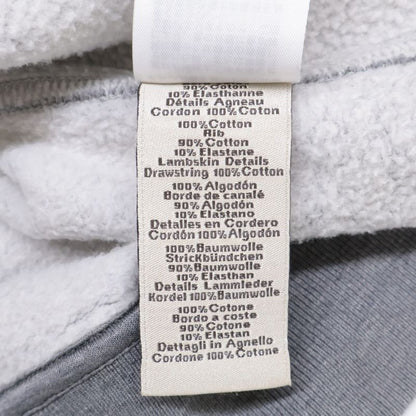 90% Coton
10% Elasthanne
Détails Agneau
Cordon 100% Coton
100% Cotton
Rib
90% Cotton
10% Elastane
Lambskin Details
Drawstring 100% Cotton
100% Algodón
Borde de canalé
90% Algodón
10% Elastano
Detalles en Cordero
Cordón 100% Algodón
100% Baumwolle
Strickbündchen
90% Baumwolle
10% Elasthan
Details Lammleder
Kordel 100% Baumwolle
100% Cotone
Bordo a coste
90% Cotone
10% Elastan
Dettagli in Agnello
Cordone 100% Cotone